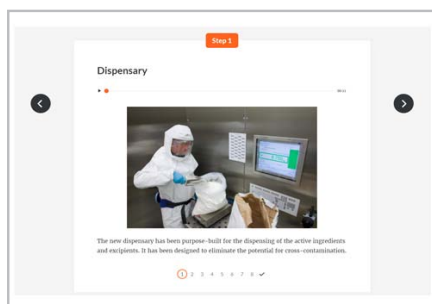 Step 1
Dispensary
The new dispensary has been purpose-built for the dispensing of the active ingredients
and excipients. It has been designed to eliminate the potential for cross-contamination.
1 2 3 4 5 6 7 8